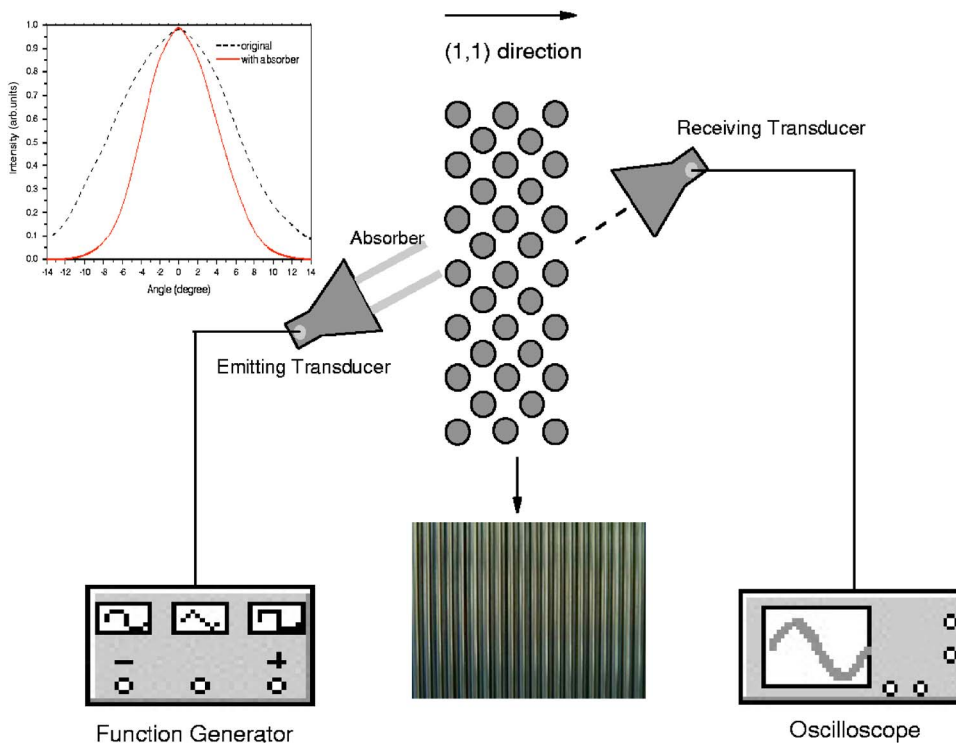 1.0
0.9
0.8
0.7
0.6
0.5
0.4
0.3
0.2
0.1
0.0
Intensity (arb.units)
original
with absorber
-14 -12 -10 -8 -6 -4 -2 0 2 4 6 8 10 12 14
Angle (degree)
(1,1) direction
Receiving Transducer
Absorber
Emitting Transducer
− +
Function Generator
Oscilloscope